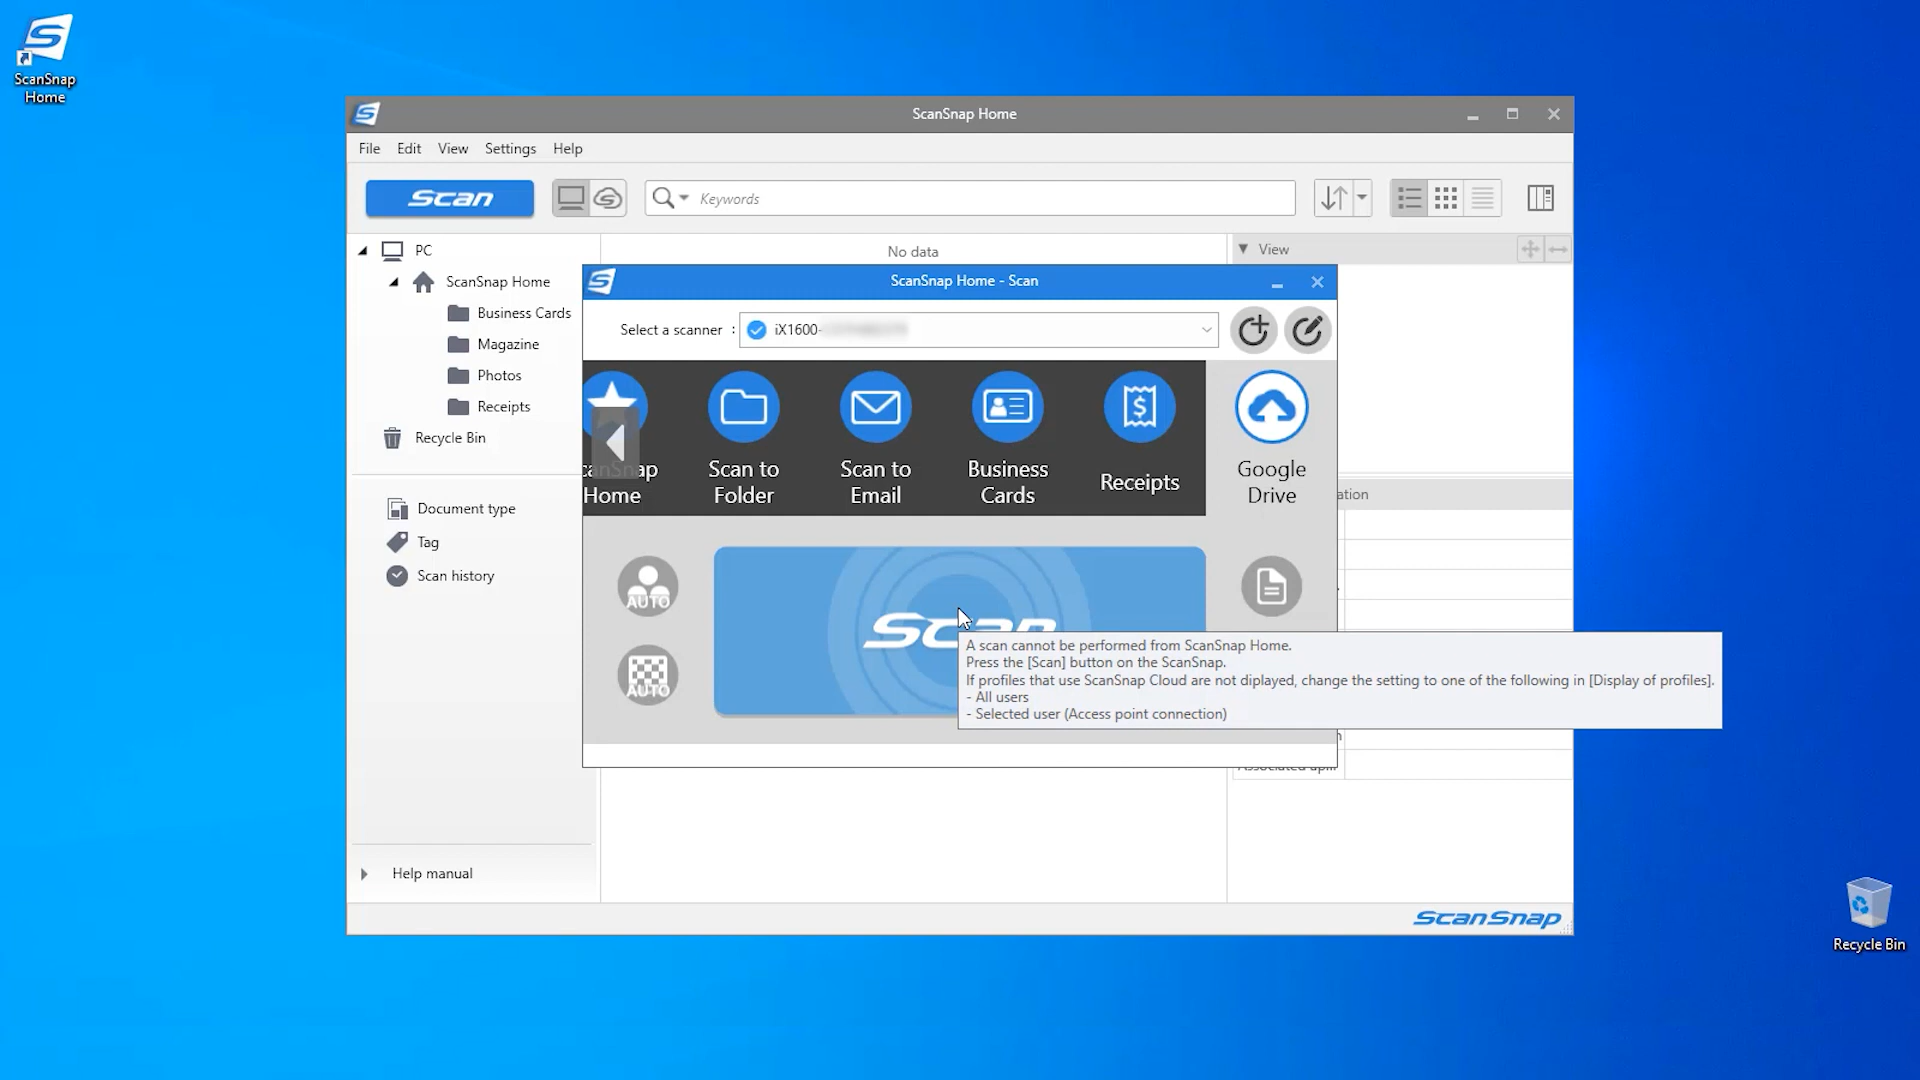 ScanSnap
Home
ScanSnap Home
File Edit View Settings Help
Scan
Keywords
PC
ScanSnap Home
Business Cards
Magazine
Photos
Receipts
Recycle Bin
Document type
Tag
Scan history
Help manual
No data
View
ScanSnap Home - Scan
Select a scanner :
iX1600-
Home
Scan to
Folder
Scan to
Email
Business
Cards
Receipts
Google
Drive
AUTO
AUTO
Scan
A scan cannot be performed from ScanSnap Home.
Press the [Scan] button on the ScanSnap.
If profiles that use ScanSnap Cloud are not diplayed, change the setting to one of the following in [Display of profiles].
- All users
- Selected user (Access point connection)
ScanSnap
Recycle Bin